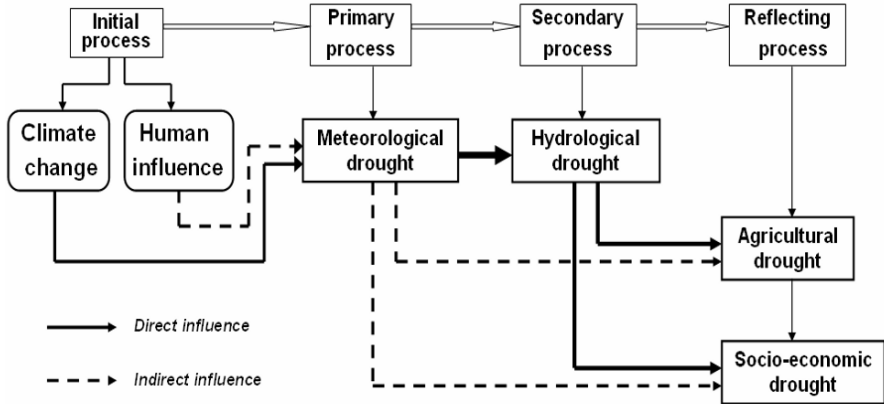 Initial
process
Primary
process
Secondary
process
Reflecting
process
Climate
change
Human
influence
Meteorological
drought
Hydrological
drought
Agricultural
drought
Direct influence
Socio-economic
drought
Indirect influence